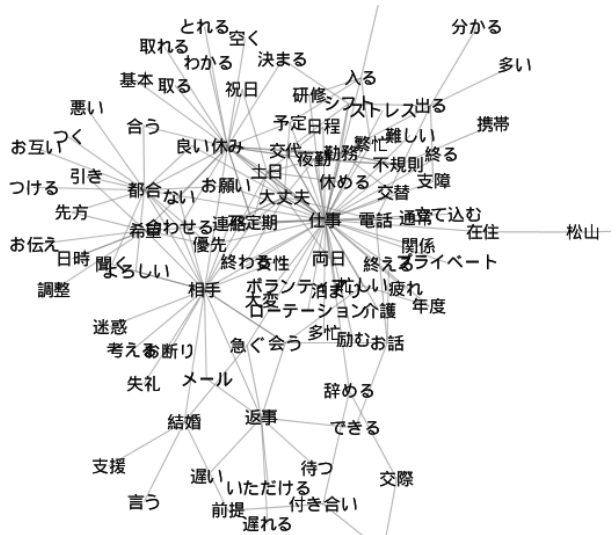 とれる
分かる
空く
取れる
わかる
決まる
多い
基本
取る
祝日
入る
研修
シフト
ストレス
出る
悪い
合う
予定
日程
携帯
つく
お互い
良い
休み
交代
夜勤
勤務
繁忙
難しい
不規則
終る
つける
引き
都合
ない
お願い
土日
大丈夫
休める
交替
支障
先方
希望
合わせる
連絡
不定期
仕事
電話
通常
立て込む
在住
松山
お伝え
優先
関係
日時
聞く
よろしい
終わる
女性
両日
終える
プライベート
調整
相手
ボランティア
泊まり
忙しい
疲れ
大変
ローテーション
介護
年度
迷惑
多忙
励む
お話
考える
お断り
急ぐ
会う
失礼
メール
辞める
結婚
返事
できる
支援
遅い
待つ
交際
いただける
言う
前提
付き合い
遅れる